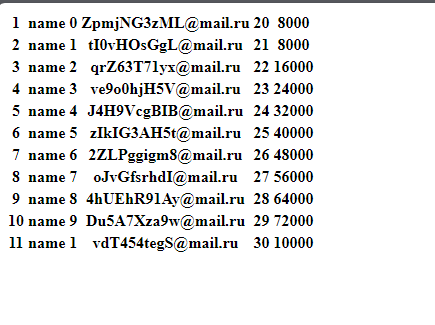 1 name 0 ZpmjNG3zML@mail.ru 20 8000
2 name 1 tI0vHOsGgL@mail.ru 21 8000
3 name 2 qrZ63T71yx@mail.ru 22 16000
4 name 3 ve9o0hjH5V@mail.ru 23 24000
5 name 4 J4H9VcgBIB@mail.ru 24 32000
6 name 5 zIkIG3AH5t@mail.ru 25 40000
7 name 6 2ZLPggigm8@mail.ru 26 48000
8 name 7 oJvGfsrhdI@mail.ru 27 56000
9 name 8 4hUEhR91Ay@mail.ru 28 64000
10 name 9 Du5A7Xza9w@mail.ru 29 72000
11 name 1 vdT454tegS@mail.ru 30 10000